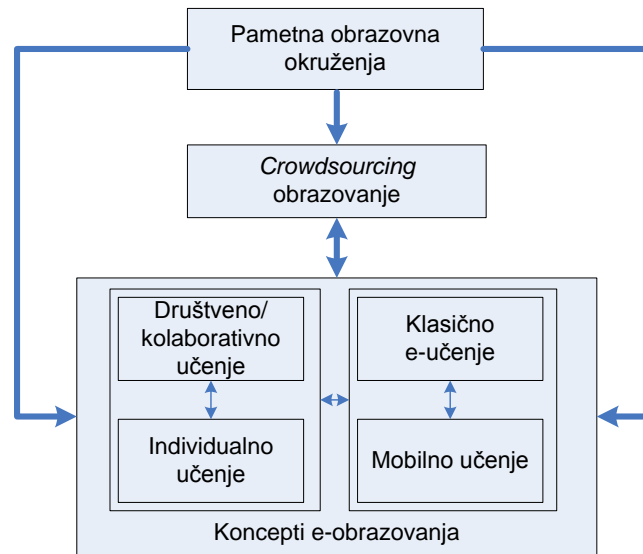 Pametna obrazovna
okruženja
Crowdsourcing
obrazovanje
Društveno/
kolaborativno
učenje
Individualno
učenje
Klasično
e-učenje
Mobilno učenje
Koncepti e-obrazovanja